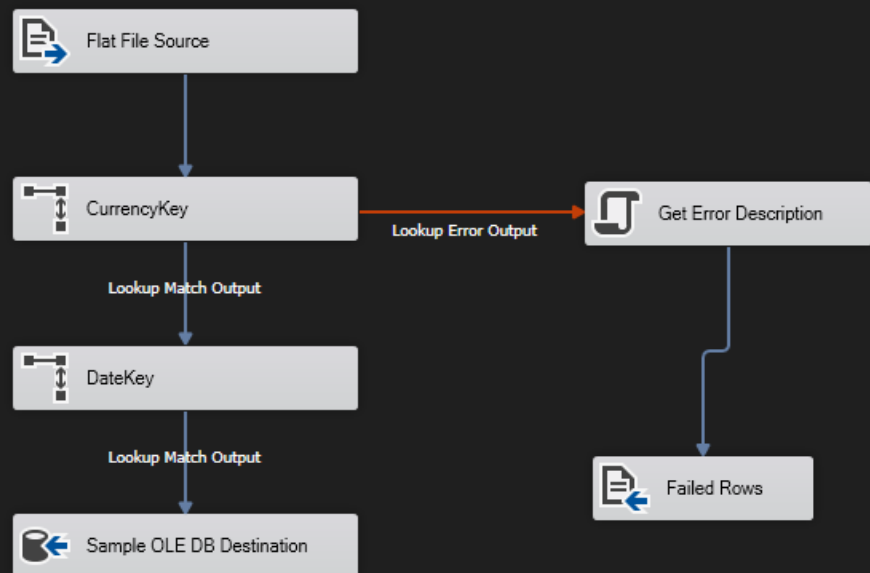 Flat File Source
CurrencyKey
Lookup Error Output
Get Error Description
Lookup Match Output
DateKey
Lookup Match Output
Failed Rows
Sample OLE DB Destination